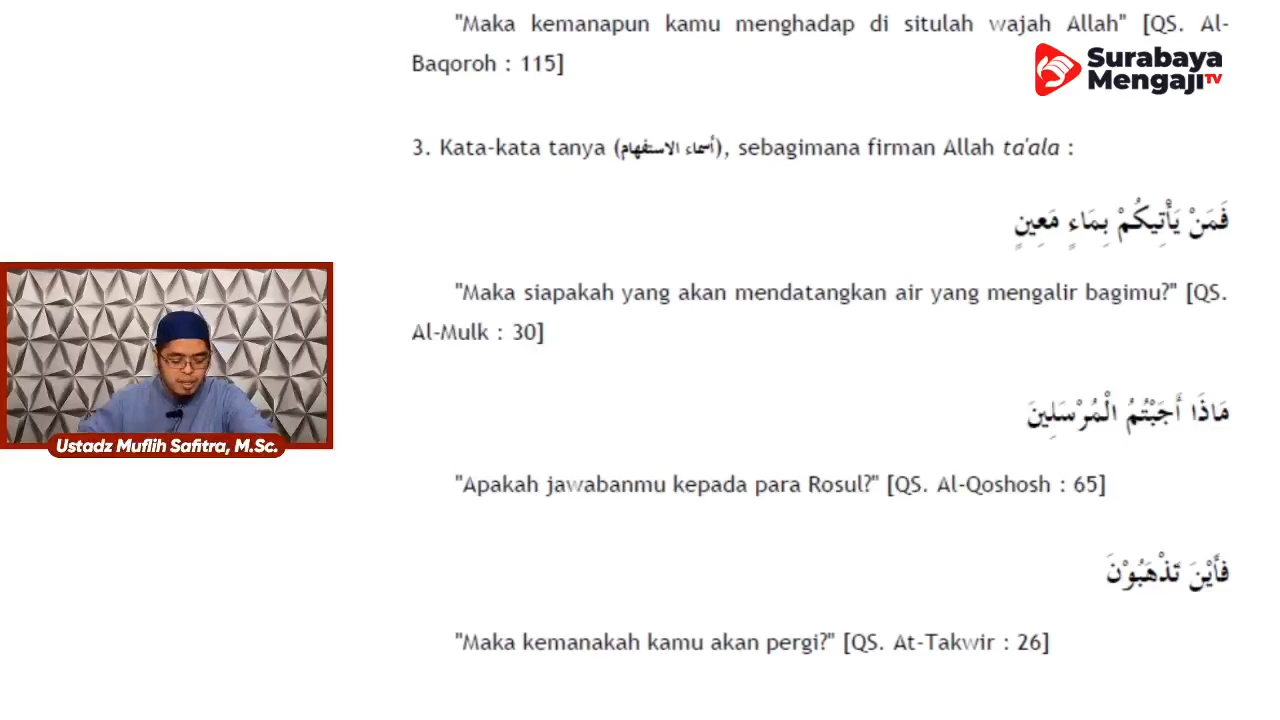 "Maka kemanapun kamu menghadap di situlah wajah Allah" [QS. Al-
Baqoroh : 115]
Surabaya
Mengaji TV
3. Kata-kata tanya (أسماء الاستفهام), sebagimana firman Allah ta'ala :
فَمَنْ يَأْتِيكُمْ بِمَاءٍ مَعِينٍ
"Maka siapakah yang akan mendatangkan air yang mengalir bagimu?" [QS.
Al-Mulk : 30]
مَاذَا أَجَبْتُمُ الْمُرْسَلِينَ
"Apakah jawabanmu kepada para Rosul?" [QS. Al-Qoshosh : 65]
فأَيْنَ تَذْهَبُوْنَ
"Maka kemanakah kamu akan pergi?" [QS. At-Takwir : 26]
Ustadz Muflih Safitra, M.Sc.